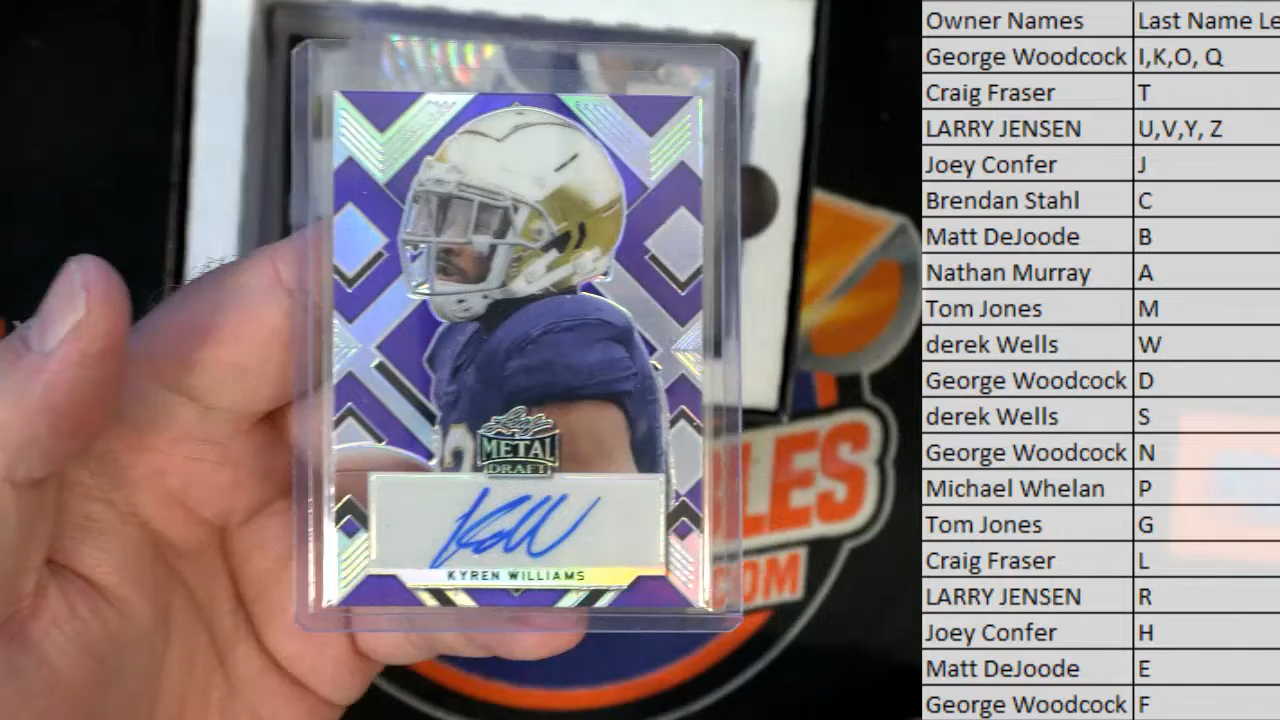 Leaf
METAL
DRAFT
KYREN WILLIAMS
BLES
.COM
Owner Names Last Name Le
George Woodcock I,K,O, Q
Craig Fraser T
LARRY JENSEN U,V,Y, Z
Joey Confer J
Brendan Stahl C
Matt DeJoode B
Nathan Murray A
Tom Jones M
derek Wells W
George Woodcock D
derek Wells S
George Woodcock N
Michael Whelan P
Tom Jones G
Craig Fraser L
LARRY JENSEN R
Joey Confer H
Matt DeJoode E
George Woodcock F